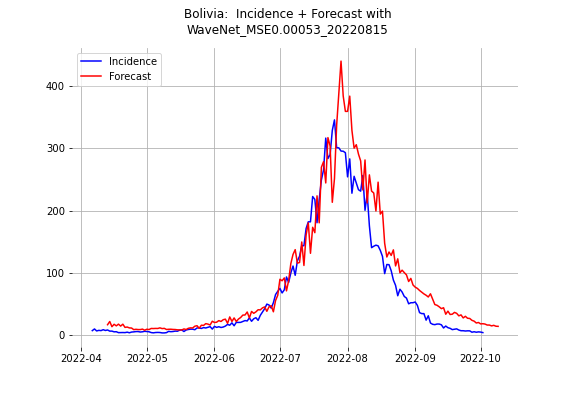 Bolivia:  Incidence + Forecast with
WaveNet_MSE0.00053_20220815
Incidence
Forecast
400
300
200
100
0
2022-04 2022-05 2022-06 2022-07 2022-08 2022-09 2022-10